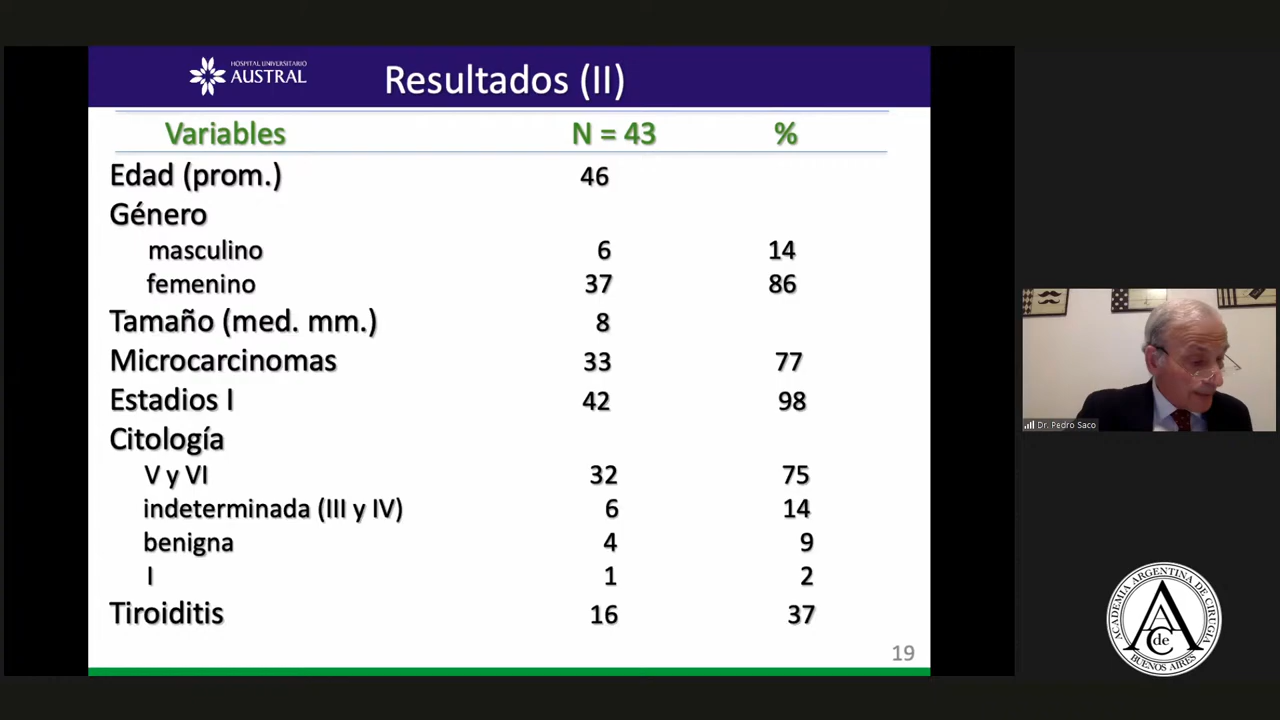 HOSPITAL UNIVERSITARIO
AUSTRAL
Resultados (II)
Variables N = 43 %
Edad (prom.) 46
Género
masculino 6 14
femenino 37 86
Tamaño (med. mm.) 8
Microcarcinomas 33 77
Estadios I 42 98
Citología
V y VI 32 75
indeterminada (III y IV) 6 14
benigna 4 9
I 1 2
Tiroiditis 16 37
19
Dr. Pedro Saco
ACADEMIA ARGENTINA DE CIRUGÍA
AAC
de
BUENOS AIRES